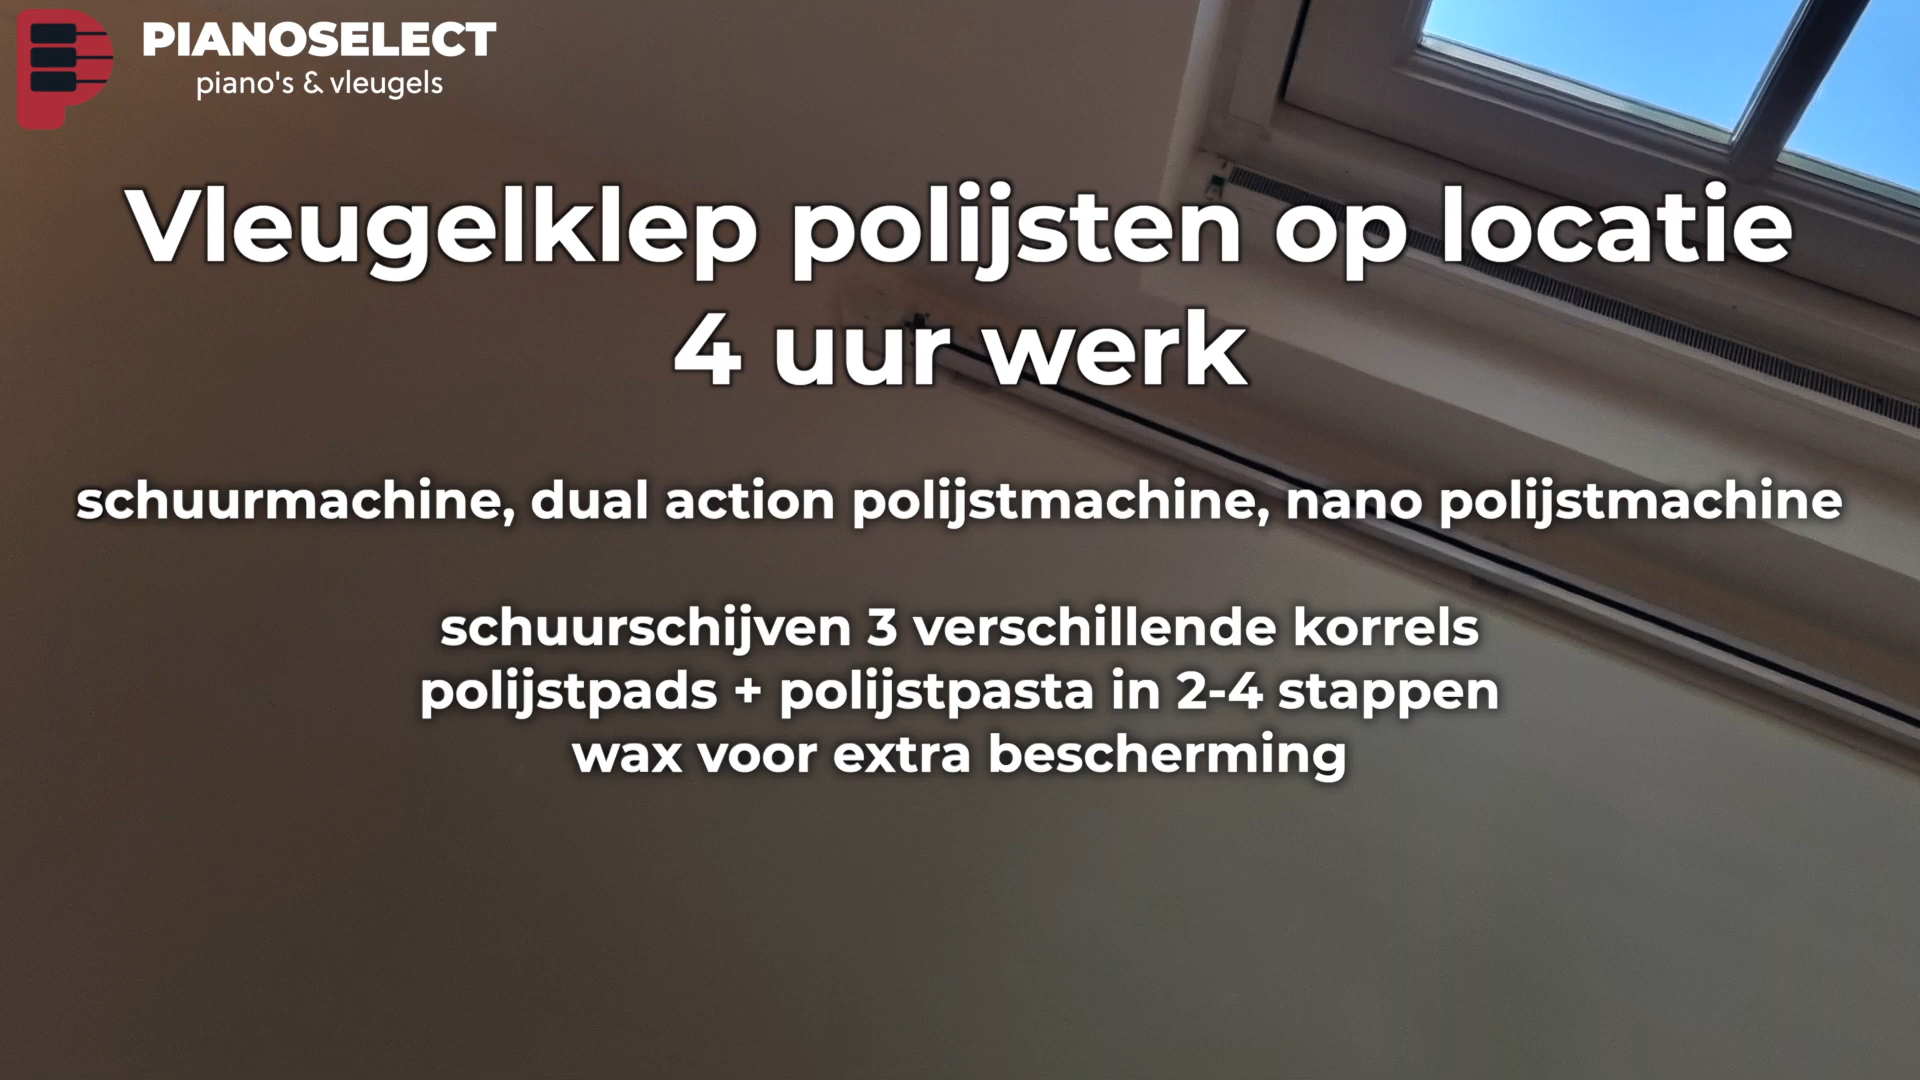 PIANOSELECT
piano's & vleugels
Vleugelklep polijsten op locatie
4 uur werk
schuurmachine, dual action polijstmachine, nano polijstmachine
schuurschijven 3 verschillende korrels
polijstpads + polijstpasta in 2-4 stappen
wax voor extra bescherming